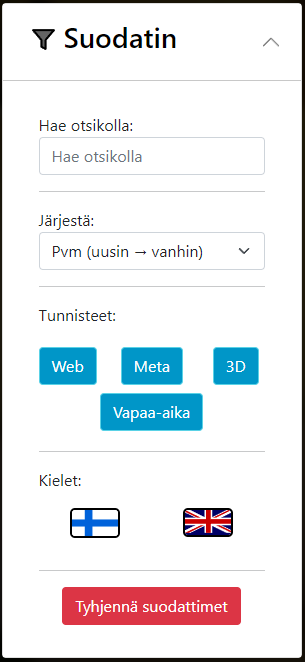 Suodatin
Hae otsikolla:
Hae otsikolla
Järjestä:
Pvm (uusin → vanhin)
Tunnisteet:
Web Meta 3D
Vapaa-aika
Kielet:
Tyhjennä suodattimet